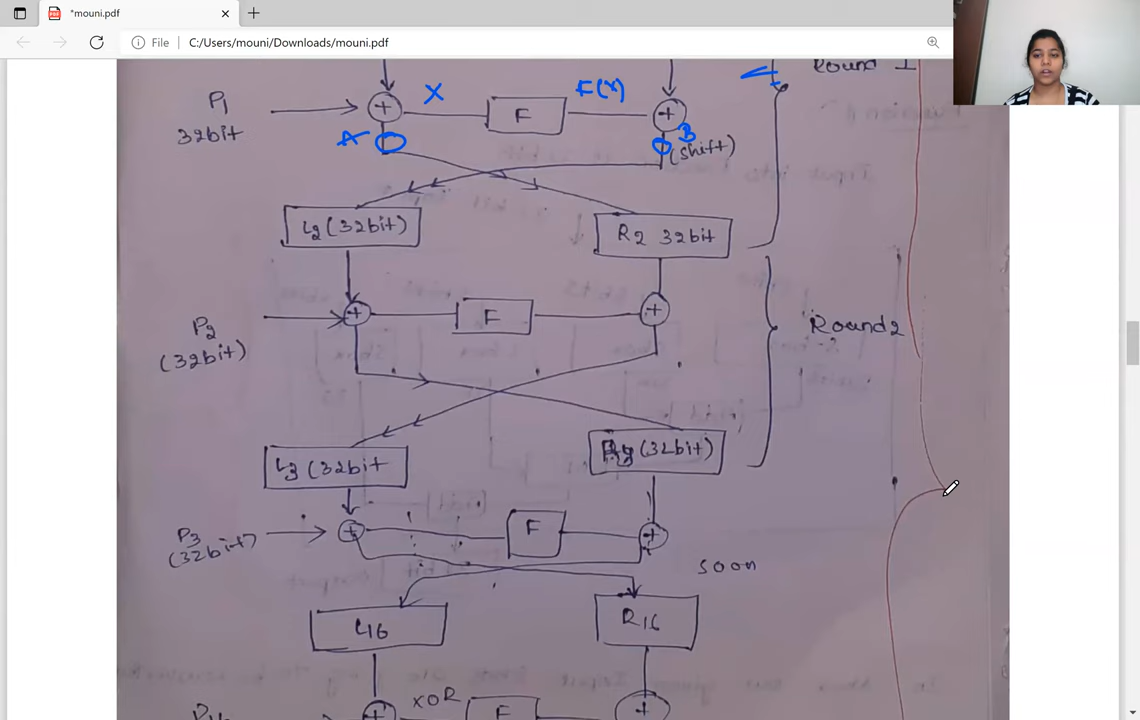 *mouni.pdf
File C:/Users/mouni/Downloads/mouni.pdf
Round 1
P1
32bit
X
F
F(X)
A
B
(shift)
L2 (32bit)
R2 32bit
P2
(32bit)
F
Round2
L3 (32bit
(32bit)
P3
(32bit)
F
soon
L16
R16
XOR
F